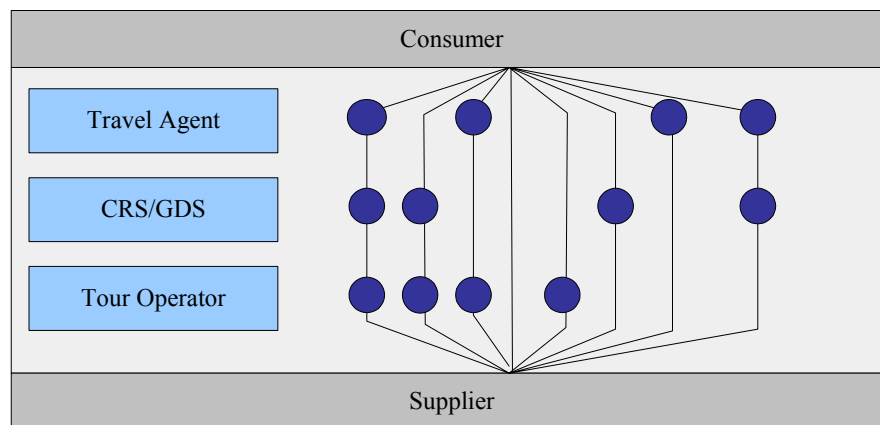 Consumer
Travel Agent
CRS/GDS
Tour Operator
Supplier